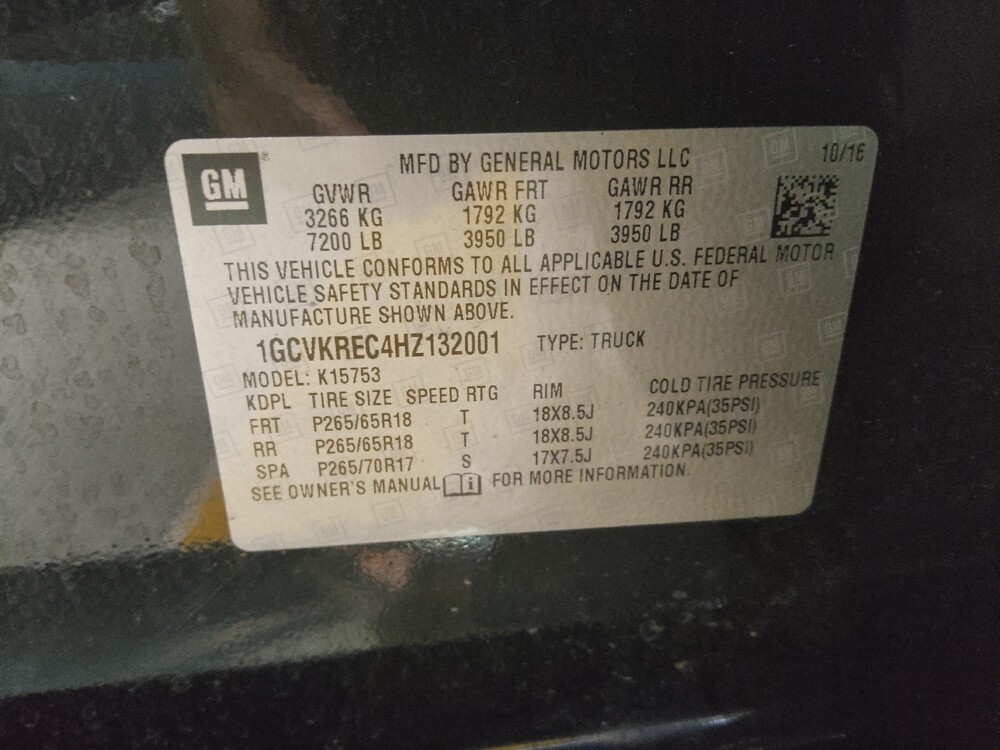 GM
MFD BY GENERAL MOTORS LLC 10/16
GVWR GAWR FRT GAWR RR
3266 KG 1792 KG 1792 KG
7200 LB 3950 LB 3950 LB
THIS VEHICLE CONFORMS TO ALL APPLICABLE U.S. FEDERAL MOTOR
VEHICLE SAFETY STANDARDS IN EFFECT ON THE DATE OF
MANUFACTURE SHOWN ABOVE.
1GCVKREC4HZ132001 TYPE: TRUCK
MODEL: K15753
KDPL TIRE SIZE SPEED RTG RIM COLD TIRE PRESSURE
FRT P265/65R18 T 18X8.5J 240KPA(35PSI)
RR P265/65R18 T 18X8.5J 240KPA(35PSI)
SPA P265/70R17 S 17X7.5J 240KPA(35PSI)
SEE OWNER'S MANUAL i FOR MORE INFORMATION.